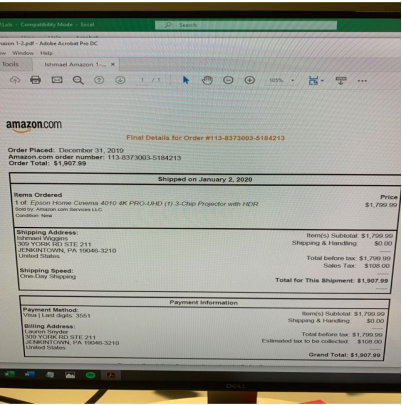 Compatibility Mode - Excel
Search
1-2.pdf - Adobe Acrobat Pro DC
Window Help
Tools
Ishmael Amazon 1-... ×
1 / 1
amazon.com
Final Details for Order #113-8373003-5184213
Order Placed: December 31, 2019
Amazon.com order number: 113-8373003-5184213
Order Total: $1,907.99
Shipped on January 2, 2020
Items Ordered
Price
1 of: Epson Home Cinema 4010 4K PRO-UHD (1) 3-Chip Projector with HDR
$1,799.99
Sold by: Amazon.com Services LLC
Condition: New
Shipping Address:
Ishmael Wiggins
309 YORK RD STE 211
JENKINTOWN, PA 19046-3210
United States
Item(s) Subtotal: $1,799.99
Shipping & Handling: $0.00
Total before tax: $1,799.99
Sales Tax: $108.00
Shipping Speed:
One-Day Shipping
Total for This Shipment: $1,907.99
Payment Information
Payment Method:
Visa | Last digits: 3551
Item(s) Subtotal: $1,799.99
Shipping & Handling: $0.00
Billing Address:
Lauren Snyder
309 YORK RD STE 211
JENKINTOWN, PA 19046-3210
United States
Total before tax: $1,799.99
Estimated tax to be collected: $108.00
Grand Total: $1,907.99
DELL